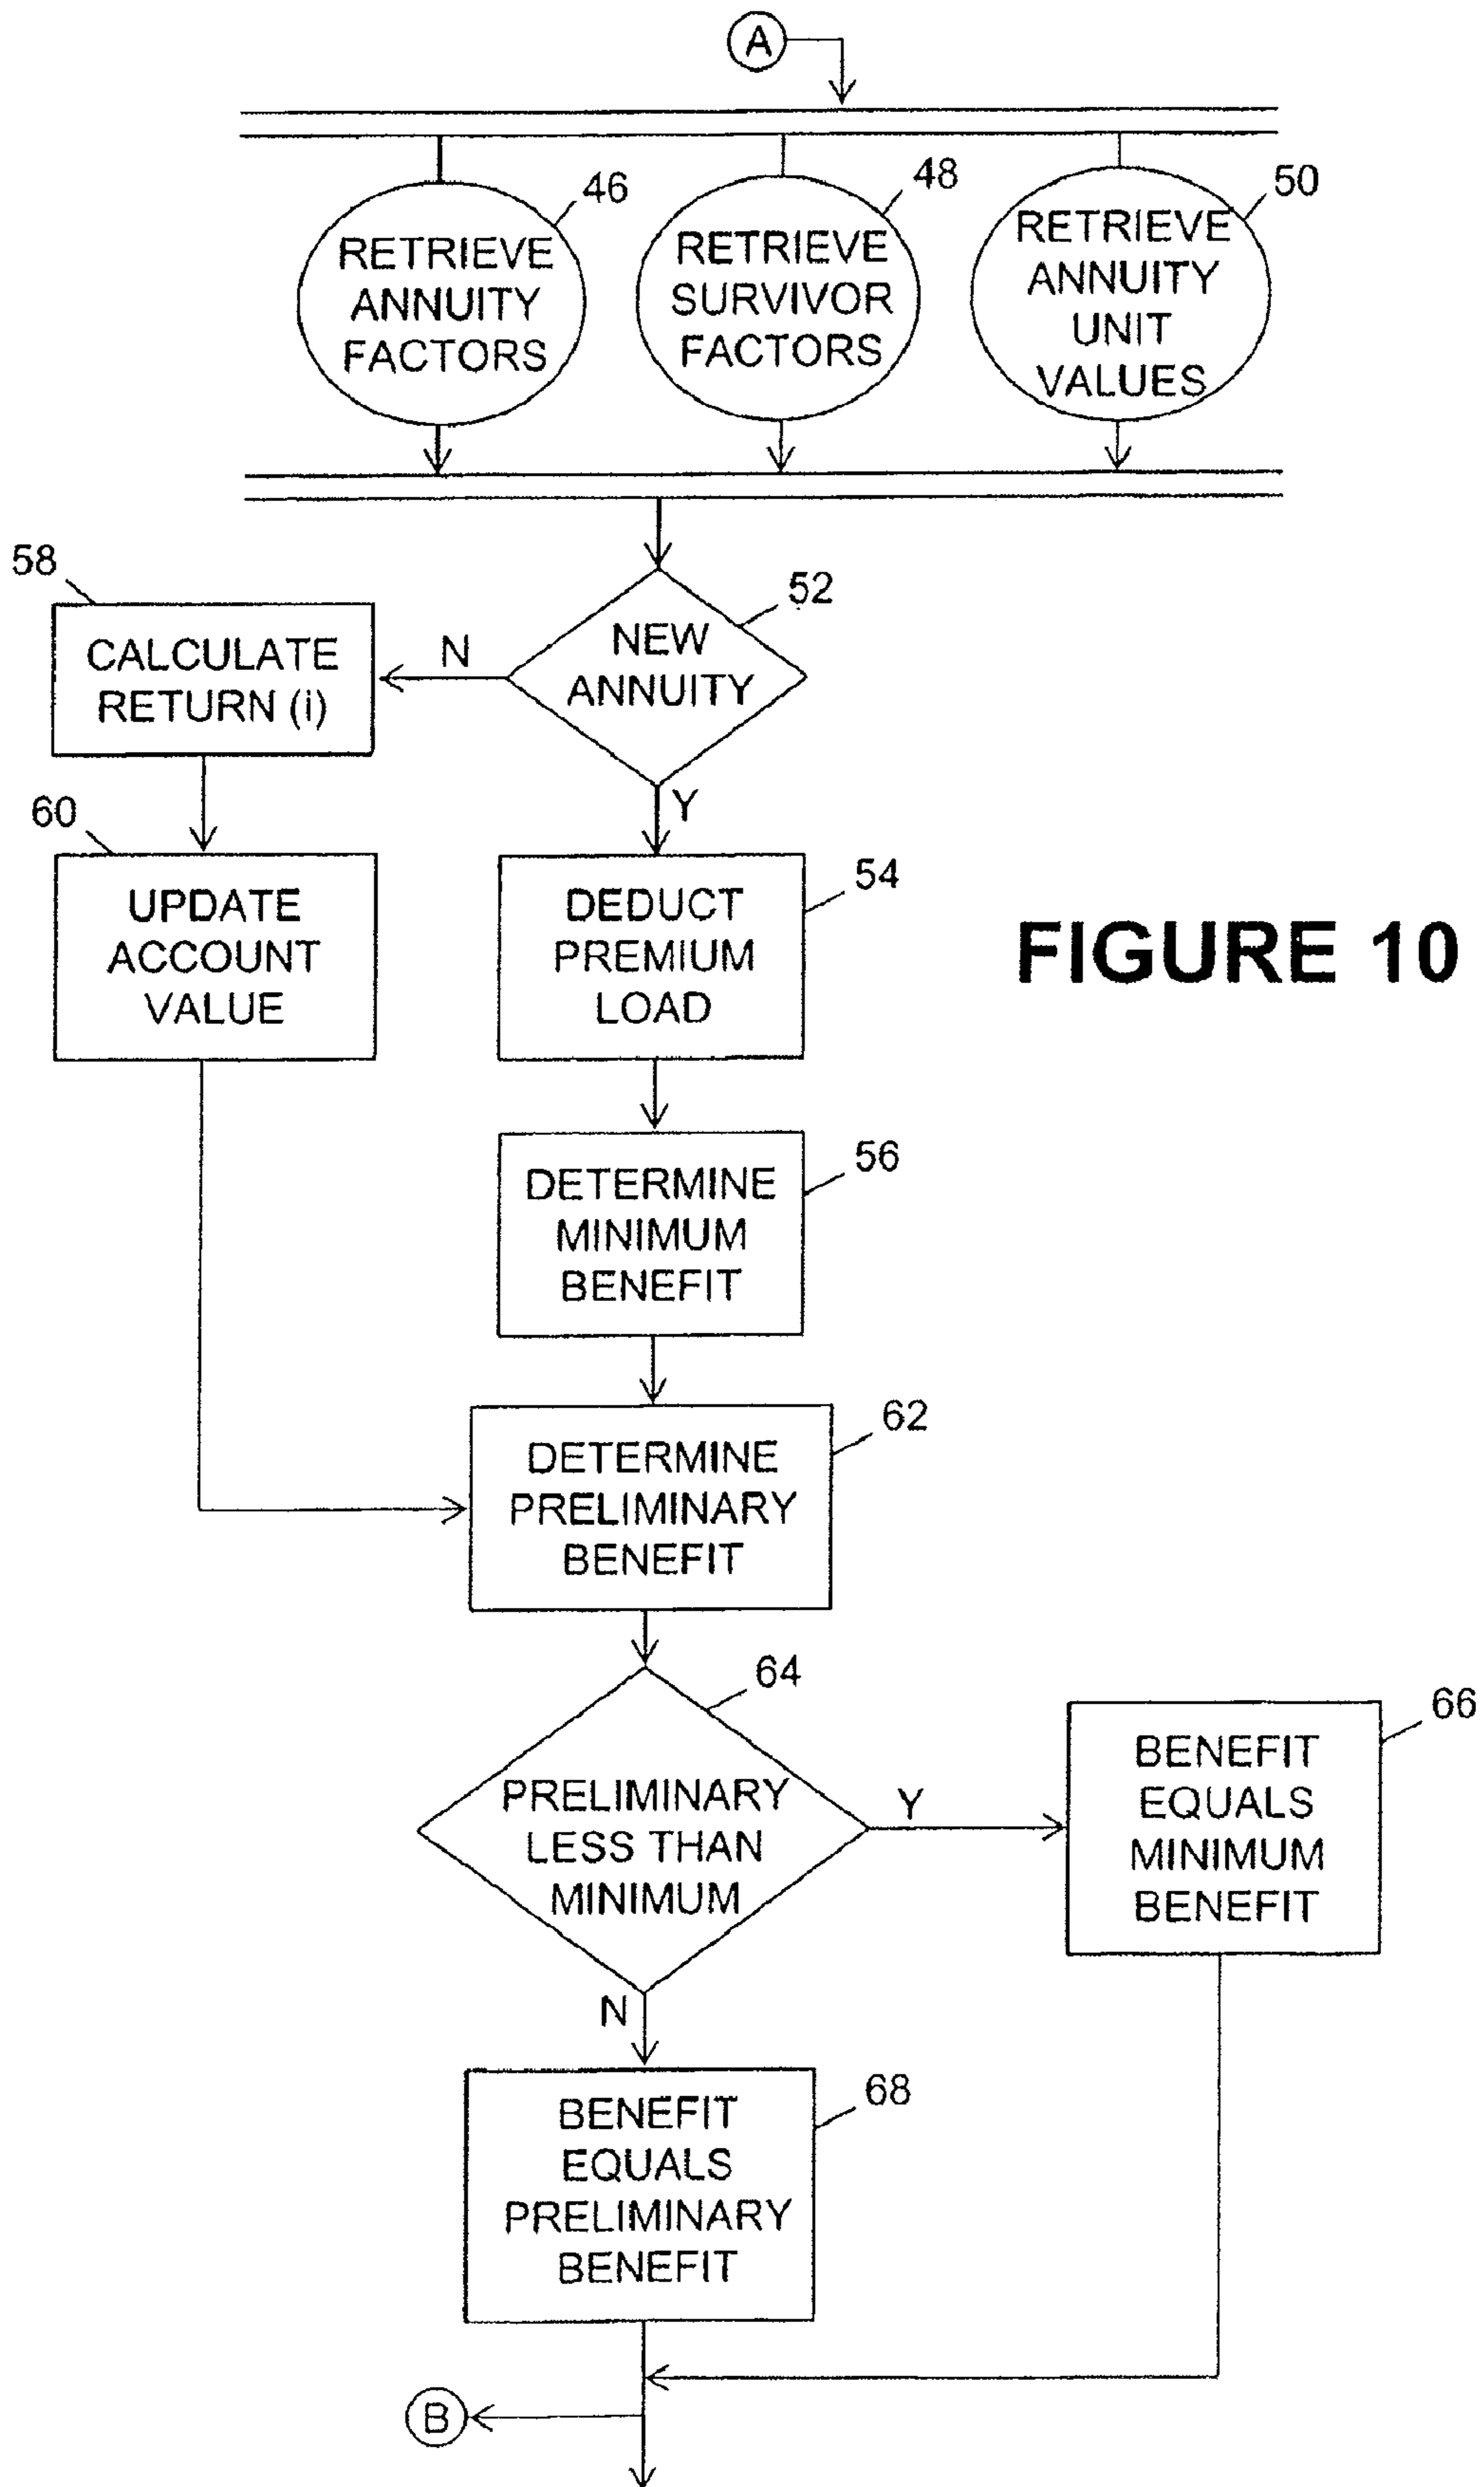 A
46
RETRIEVE
ANNUITY
FACTORS
48
RETRIEVE
SURVIVOR
FACTORS
50
RETRIEVE
ANNUITY
UNIT
VALUES
52
NEW
ANNUITY
N
Y
58
CALCULATE
RETURN (i)
60
UPDATE
ACCOUNT
VALUE
54
DEDUCT
PREMIUM
LOAD
FIGURE 10
56
DETERMINE
MINIMUM
BENEFIT
62
DETERMINE
PRELIMINARY
BENEFIT
64
PRELIMINARY
LESS THAN
MINIMUM
Y
N
66
BENEFIT
EQUALS
MINIMUM
BENEFIT
68
BENEFIT
EQUALS
PRELIMINARY
BENEFIT
B